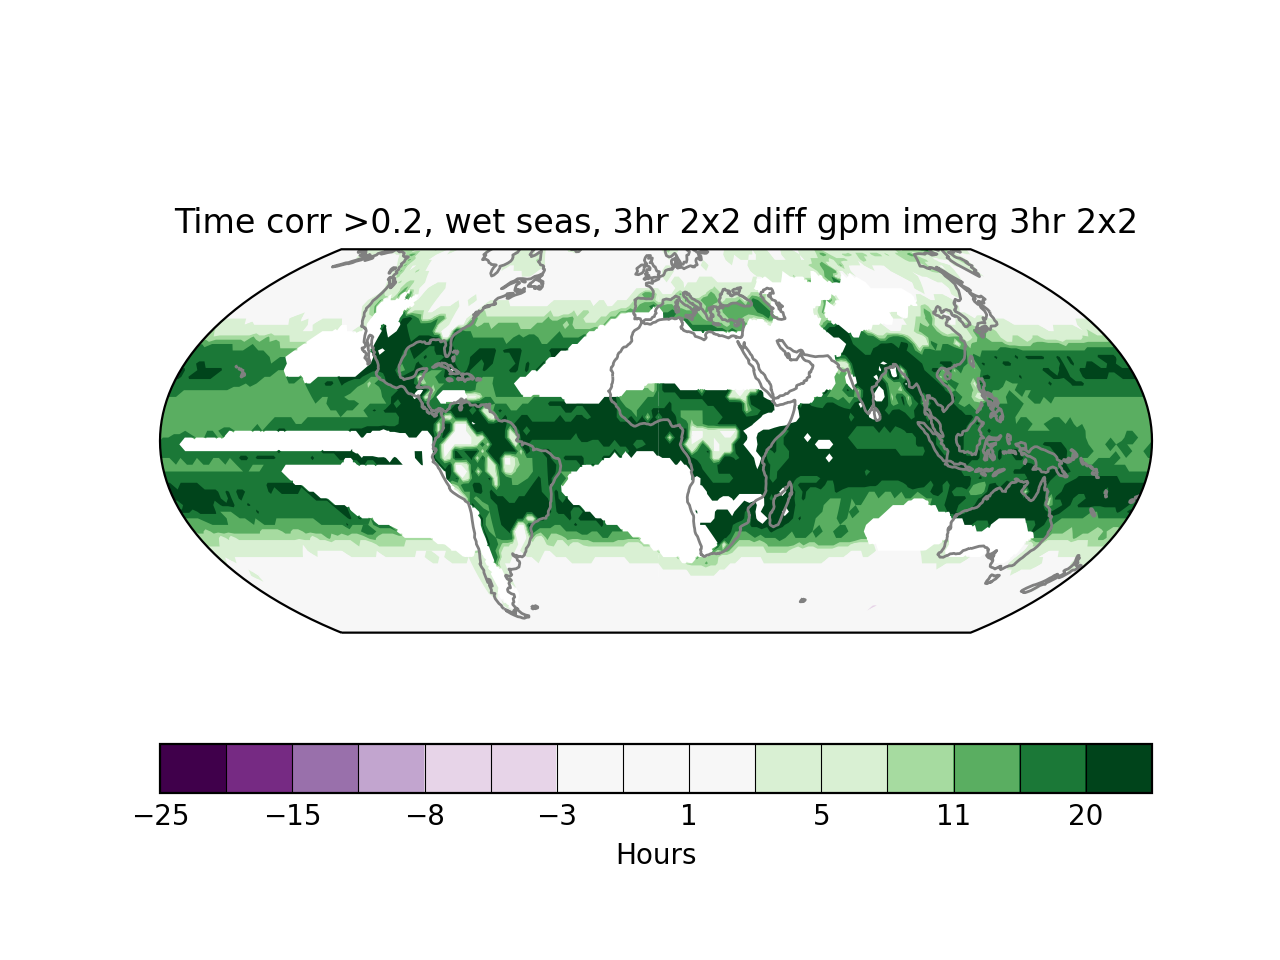 Time corr >0.2, wet seas, 3hr 2x2 diff gpm imerg 3hr 2x2
−25 −15 −8 −3 1 5 11 20
Hours